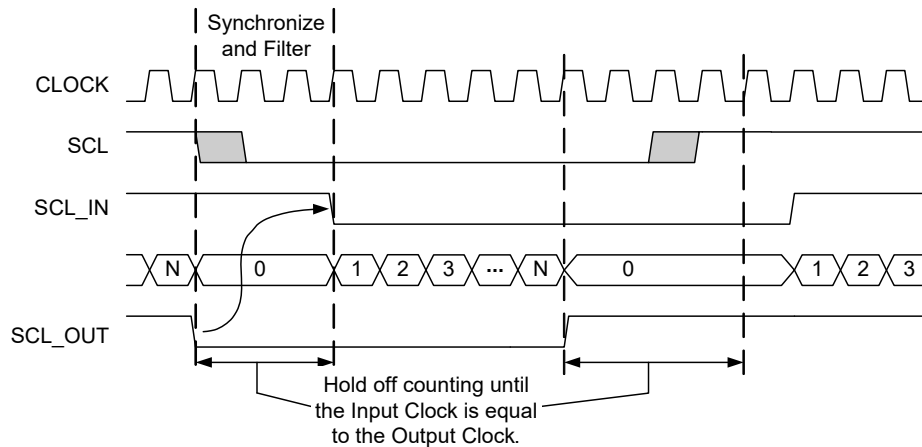 Synchronize
and Filter
CLOCK
SCL
SCL_IN
N 0 1 2 3 ... N 0 1 2 3
SCL_OUT
Hold off counting until
the Input Clock is equal
to the Output Clock.